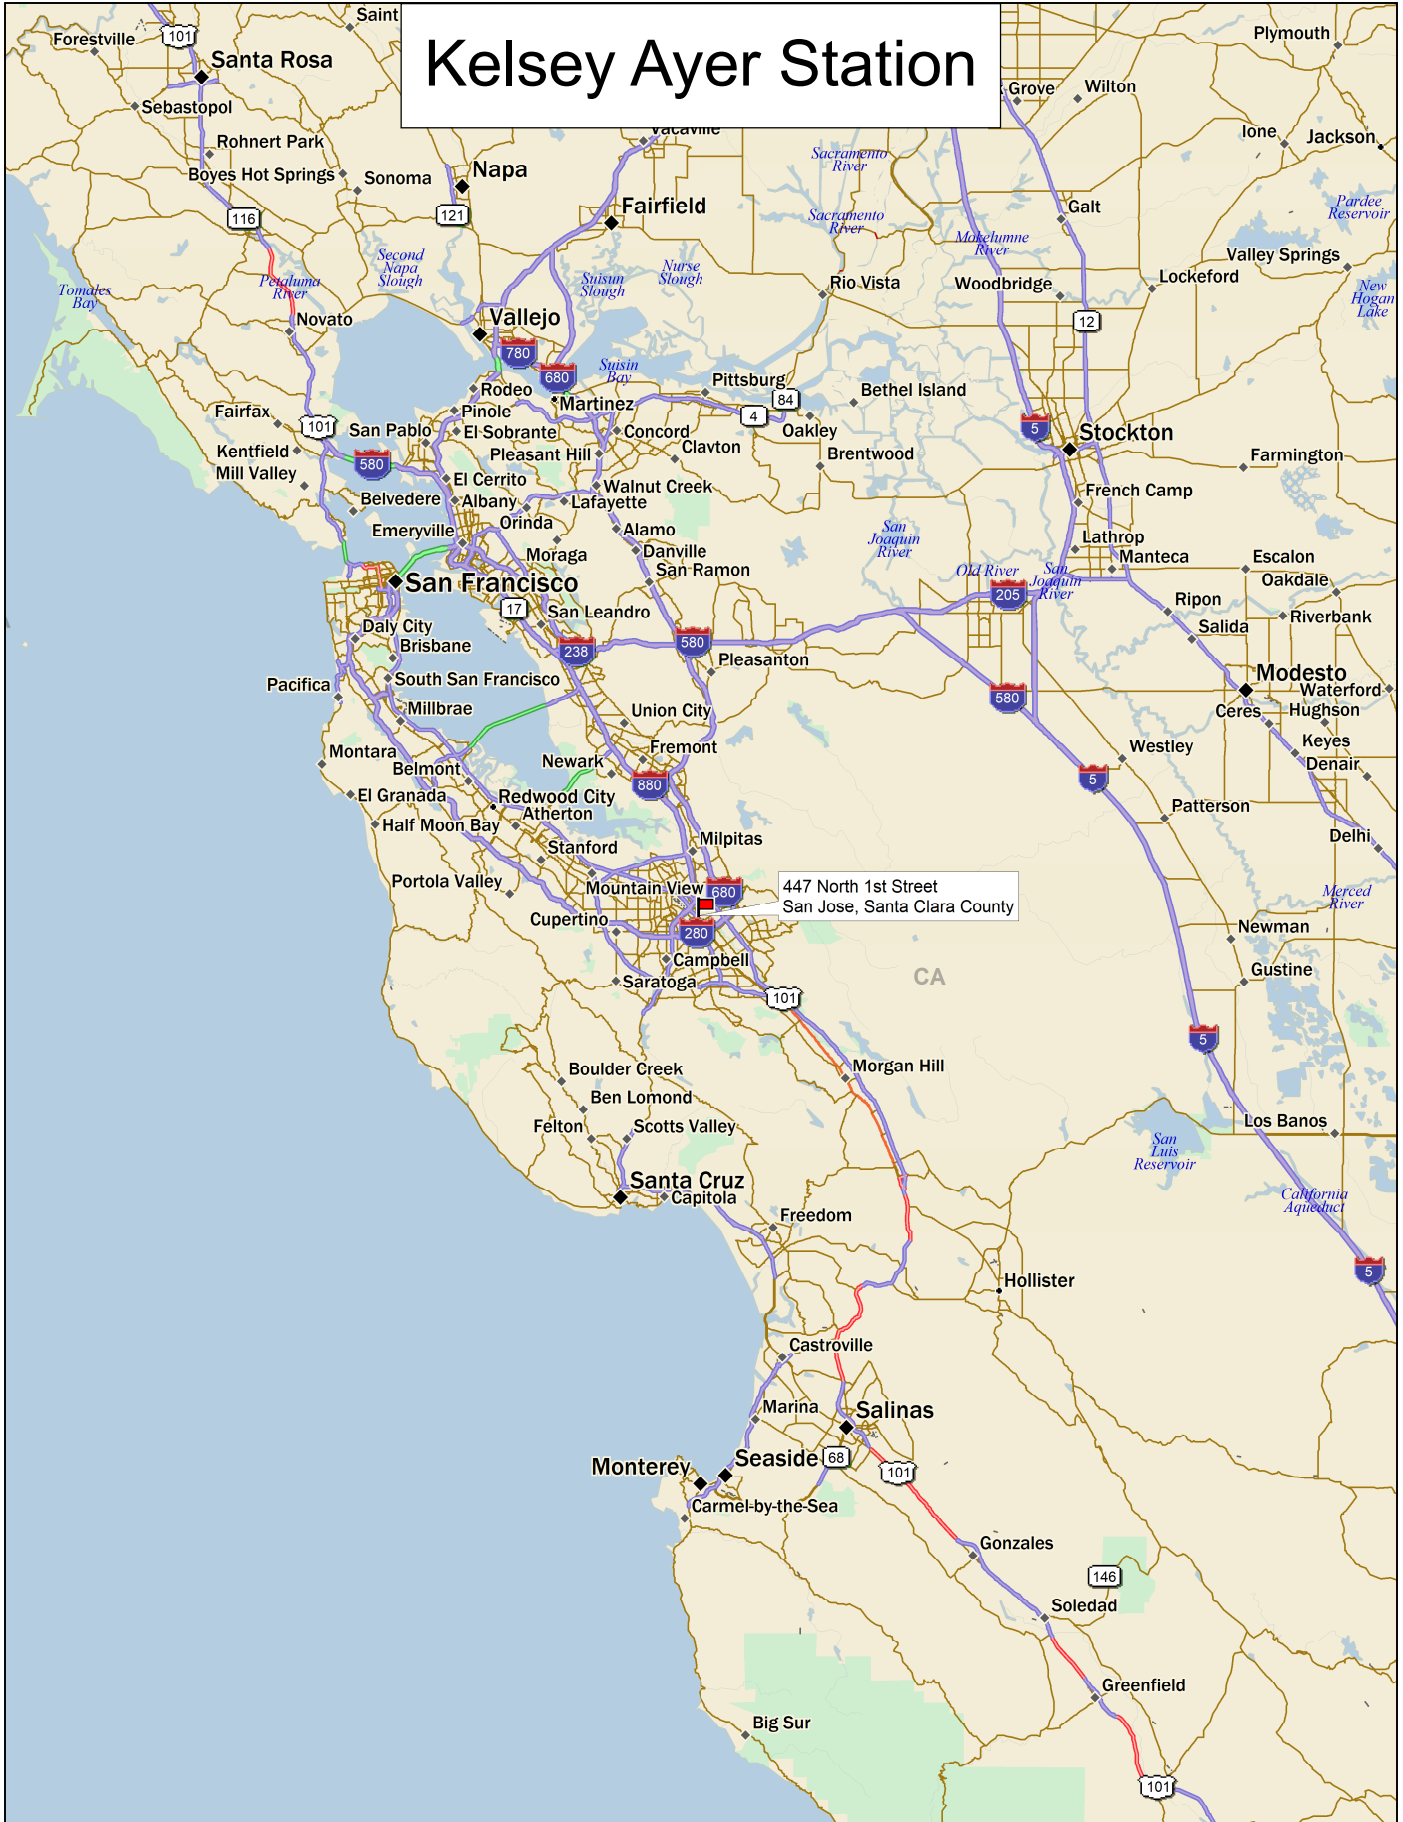 Kelsey Ayer Station
101
Saint
Forestville
Santa Rosa
Plymouth
Grove
Wilton
Sebastopol
Rohnert Park
Vacaville
Ione
Jackson
Boyes Hot Springs
Sonoma
Napa
Sacramento
River
116
121
Fairfield
Sacramento
River
Galt
Pardee
Reservoir
Second
Napa
Slough
Mokelumne
River
Valley Springs
Tomales
Bay
Petaluma
River
Suisun
Slough
Nurse
Slough
Rio Vista
Woodbridge
Lockeford
New
Hogan
Lake
Novato
Vallejo
12
780
680
Suisin
Bay
Rodeo
Pittsburg
84
Bethel Island
Fairfax
Pinole
Martinez
4
101
San Pablo
El Sobrante
Concord
Oakley
5
Stockton
Kentfield
Pleasant Hill
Clayton
Brentwood
Farmington
580
Mill Valley
El Cerrito
Walnut Creek
French Camp
Belvedere
Albany
Lafayette
Emeryville
Orinda
Alamo
San
Joaquin
River
Lathrop
Moraga
Danville
Manteca
Escalon
San Francisco
San Ramon
Old River
San
Joaquin
River
Oakdale
17
205
San Leandro
Ripon
Riverbank
Daly City
Salida
Brisbane
238
580
Pleasanton
Modesto
Pacifica
South San Francisco
580
Waterford
Millbrae
Union City
Ceres
Hughson
Montara
Fremont
Westley
Keyes
Belmont
Newark
Denair
880
5
El Granada
Redwood City
Atherton
Patterson
Half Moon Bay
Milpitas
Delhi
Stanford
Portola Valley
Mountain View
680
447 North 1st Street
San Jose, Santa Clara County
Merced
River
Cupertino
280
Newman
Campbell
CA
Gustine
Saratoga
101
5
Boulder Creek
Morgan Hill
Ben Lomond
Felton
Scotts Valley
Los Banos
San
Luis
Reservoir
Santa Cruz
Capitola
California
Aqueduct
Freedom
5
Hollister
Castroville
Marina
Salinas
Monterey
Seaside
68
101
Carmel-by-the-Sea
Gonzales
146
Soledad
Greenfield
Big Sur
101